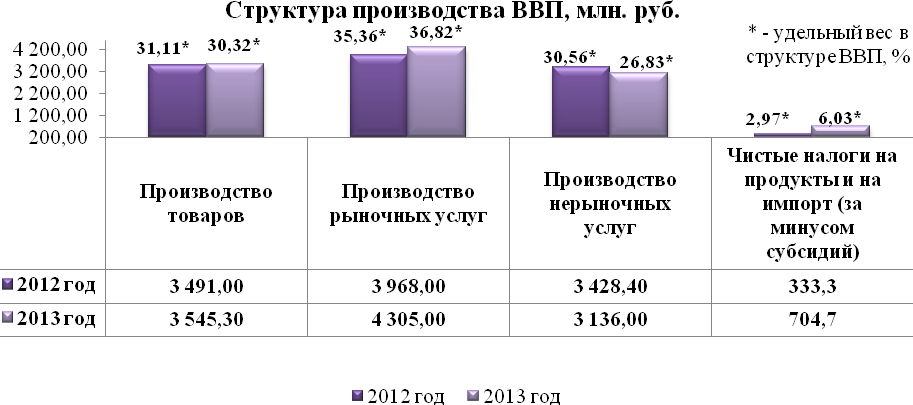 Структура производства ВВП, млн. руб.
* - удельный вес в
структуре ВВП, %
4 200,00
3 200,00
2 200,00
1 200,00
200,00
31,11* 30,32* 35,36* 36,82* 30,56* 26,83* 2,97* 6,03*
Производство
товаров
Производство
рыночных услуг
Производство
нерыночных
услуг
Чистые налоги на
продукты и на
импорт (за
минусом
субсидий)
2012 год 3 491,00 3 968,00 3 428,40 333,3
2013 год 3 545,30 4 305,00 3 136,00 704,7
2012 год 2013 год